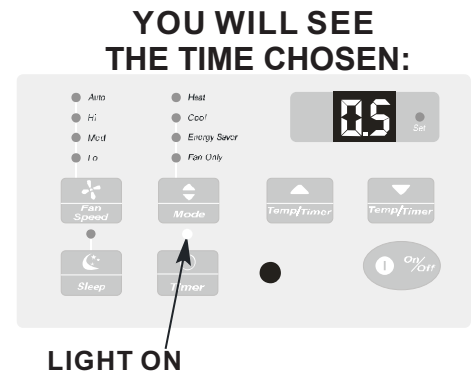 YOU WILL SEE
THE TIME CHOSEN:
Auto
Hi
Med
Lo
Heat
Cool
Energy Saver
Fan Only
0.5
Set
Fan
Speed
Mode
Temp/Timer
Temp/Timer
Sleep
Timer
On/
/Off
LIGHT ON